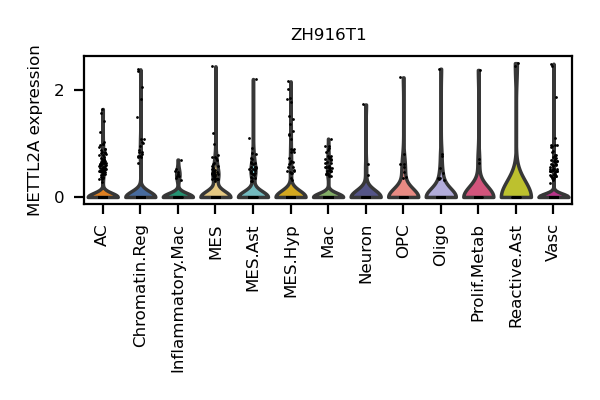 ZH916T1
METTL2A expression
2
0
AC
Chromatin.Reg
Inflammatory.Mac
MES
MES.Ast
MES.Hyp
Mac
Neuron
OPC
Oligo
Prolif.Metab
Reactive.Ast
Vasc